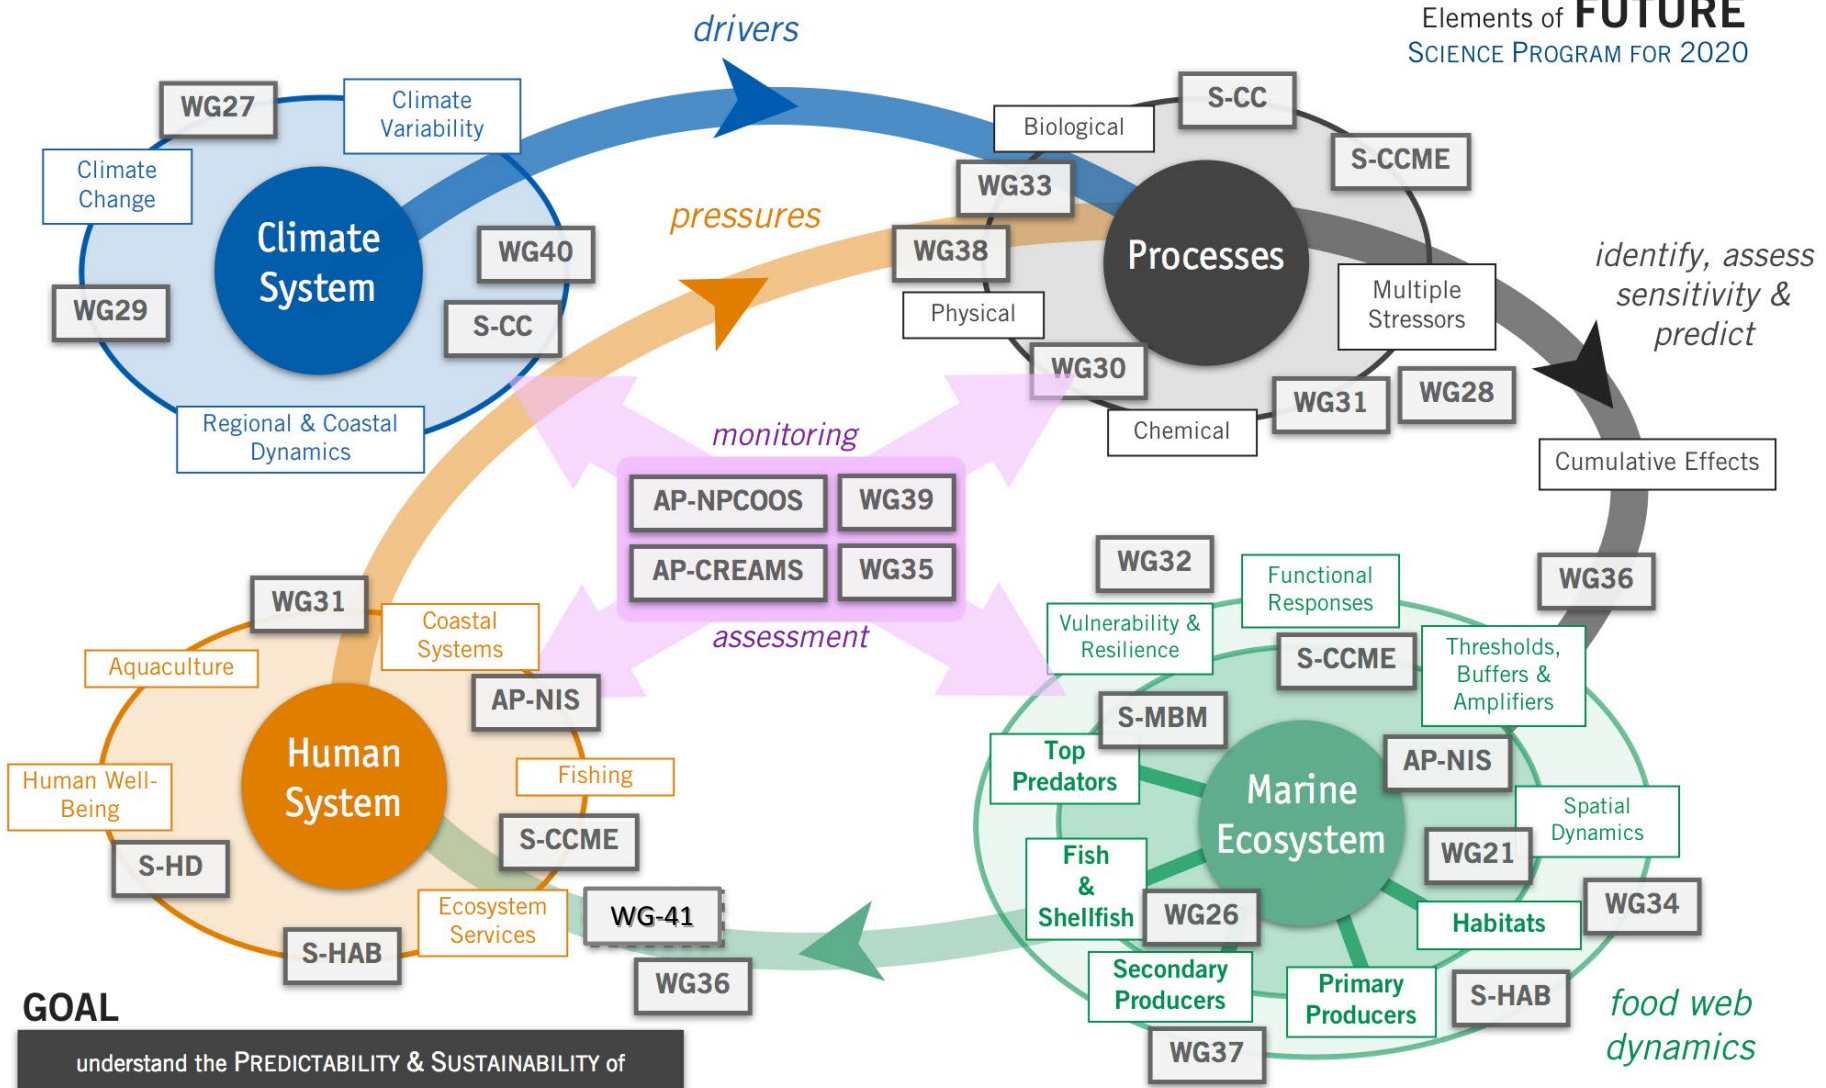 Elements of FUTURE
SCIENCE PROGRAM FOR 2020
drivers
WG27
Climate
Variability
Climate
Change
Climate
System
WG40
WG29
S-CC
Regional & Coastal
Dynamics
pressures
S-CC
Biological
S-CCME
WG33
WG38
Processes
Physical
Multiple
Stressors
WG30
WG31
WG28
Chemical
identify, assess
sensitivity &
predict
Cumulative Effects
WG36
monitoring
AP-NPCOOS
WG39
AP-CREAMS
WG35
assessment
WG31
Coastal
Systems
Aquaculture
AP-NIS
Human
System
Fishing
Human Well-
Being
S-CCME
S-HD
Ecosystem
Services
S-HAB
WG-41
WG36
WG32
Functional
Responses
Vulnerability &
Resilience
S-CCME
Thresholds,
Buffers &
Amplifiers
S-MBM
Top
Predators
AP-NIS
Marine
Ecosystem
Spatial
Dynamics
WG21
Fish
&
Shellfish
WG26
Habitats
WG34
Secondary
Producers
Primary
Producers
S-HAB
WG37
food web
dynamics
GOAL
understand the PREDICTABILITY & SUSTAINABILITY of